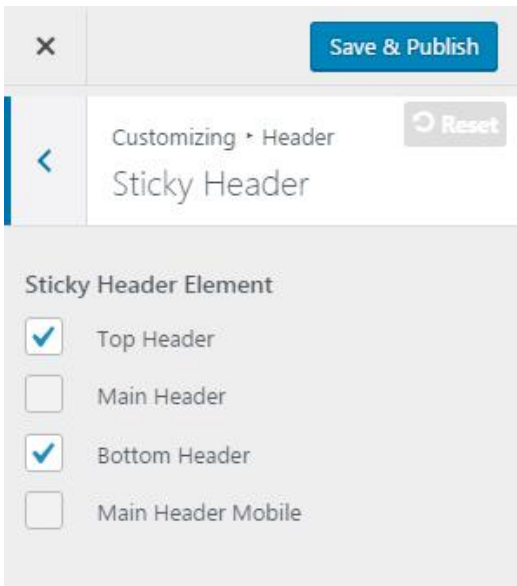 Save & Publish
Customizing ‣ Header
Reset
Sticky Header
Sticky Header Element
Top Header
Main Header
Bottom Header
Main Header Mobile